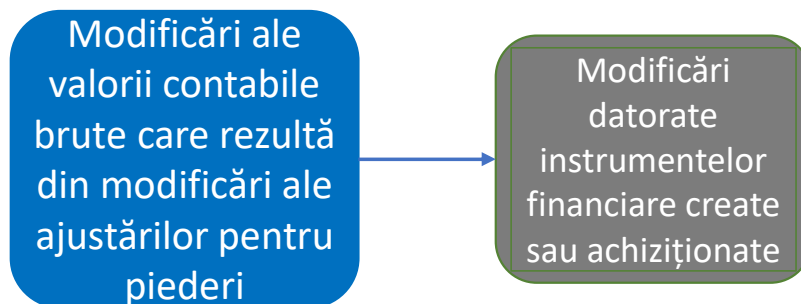 Modificări ale
valorii contabile
brute care rezultă
din modificări ale
ajustărilor pentru
piederi
Modificări
datorate
instrumentelor
financiare create
sau achiziționate